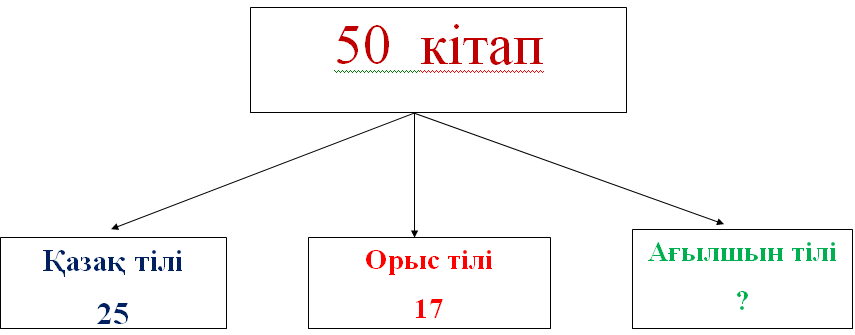 50 кітап
Қазақ тілі
25
Орыс тілі
17
Ағылшын тілі
?